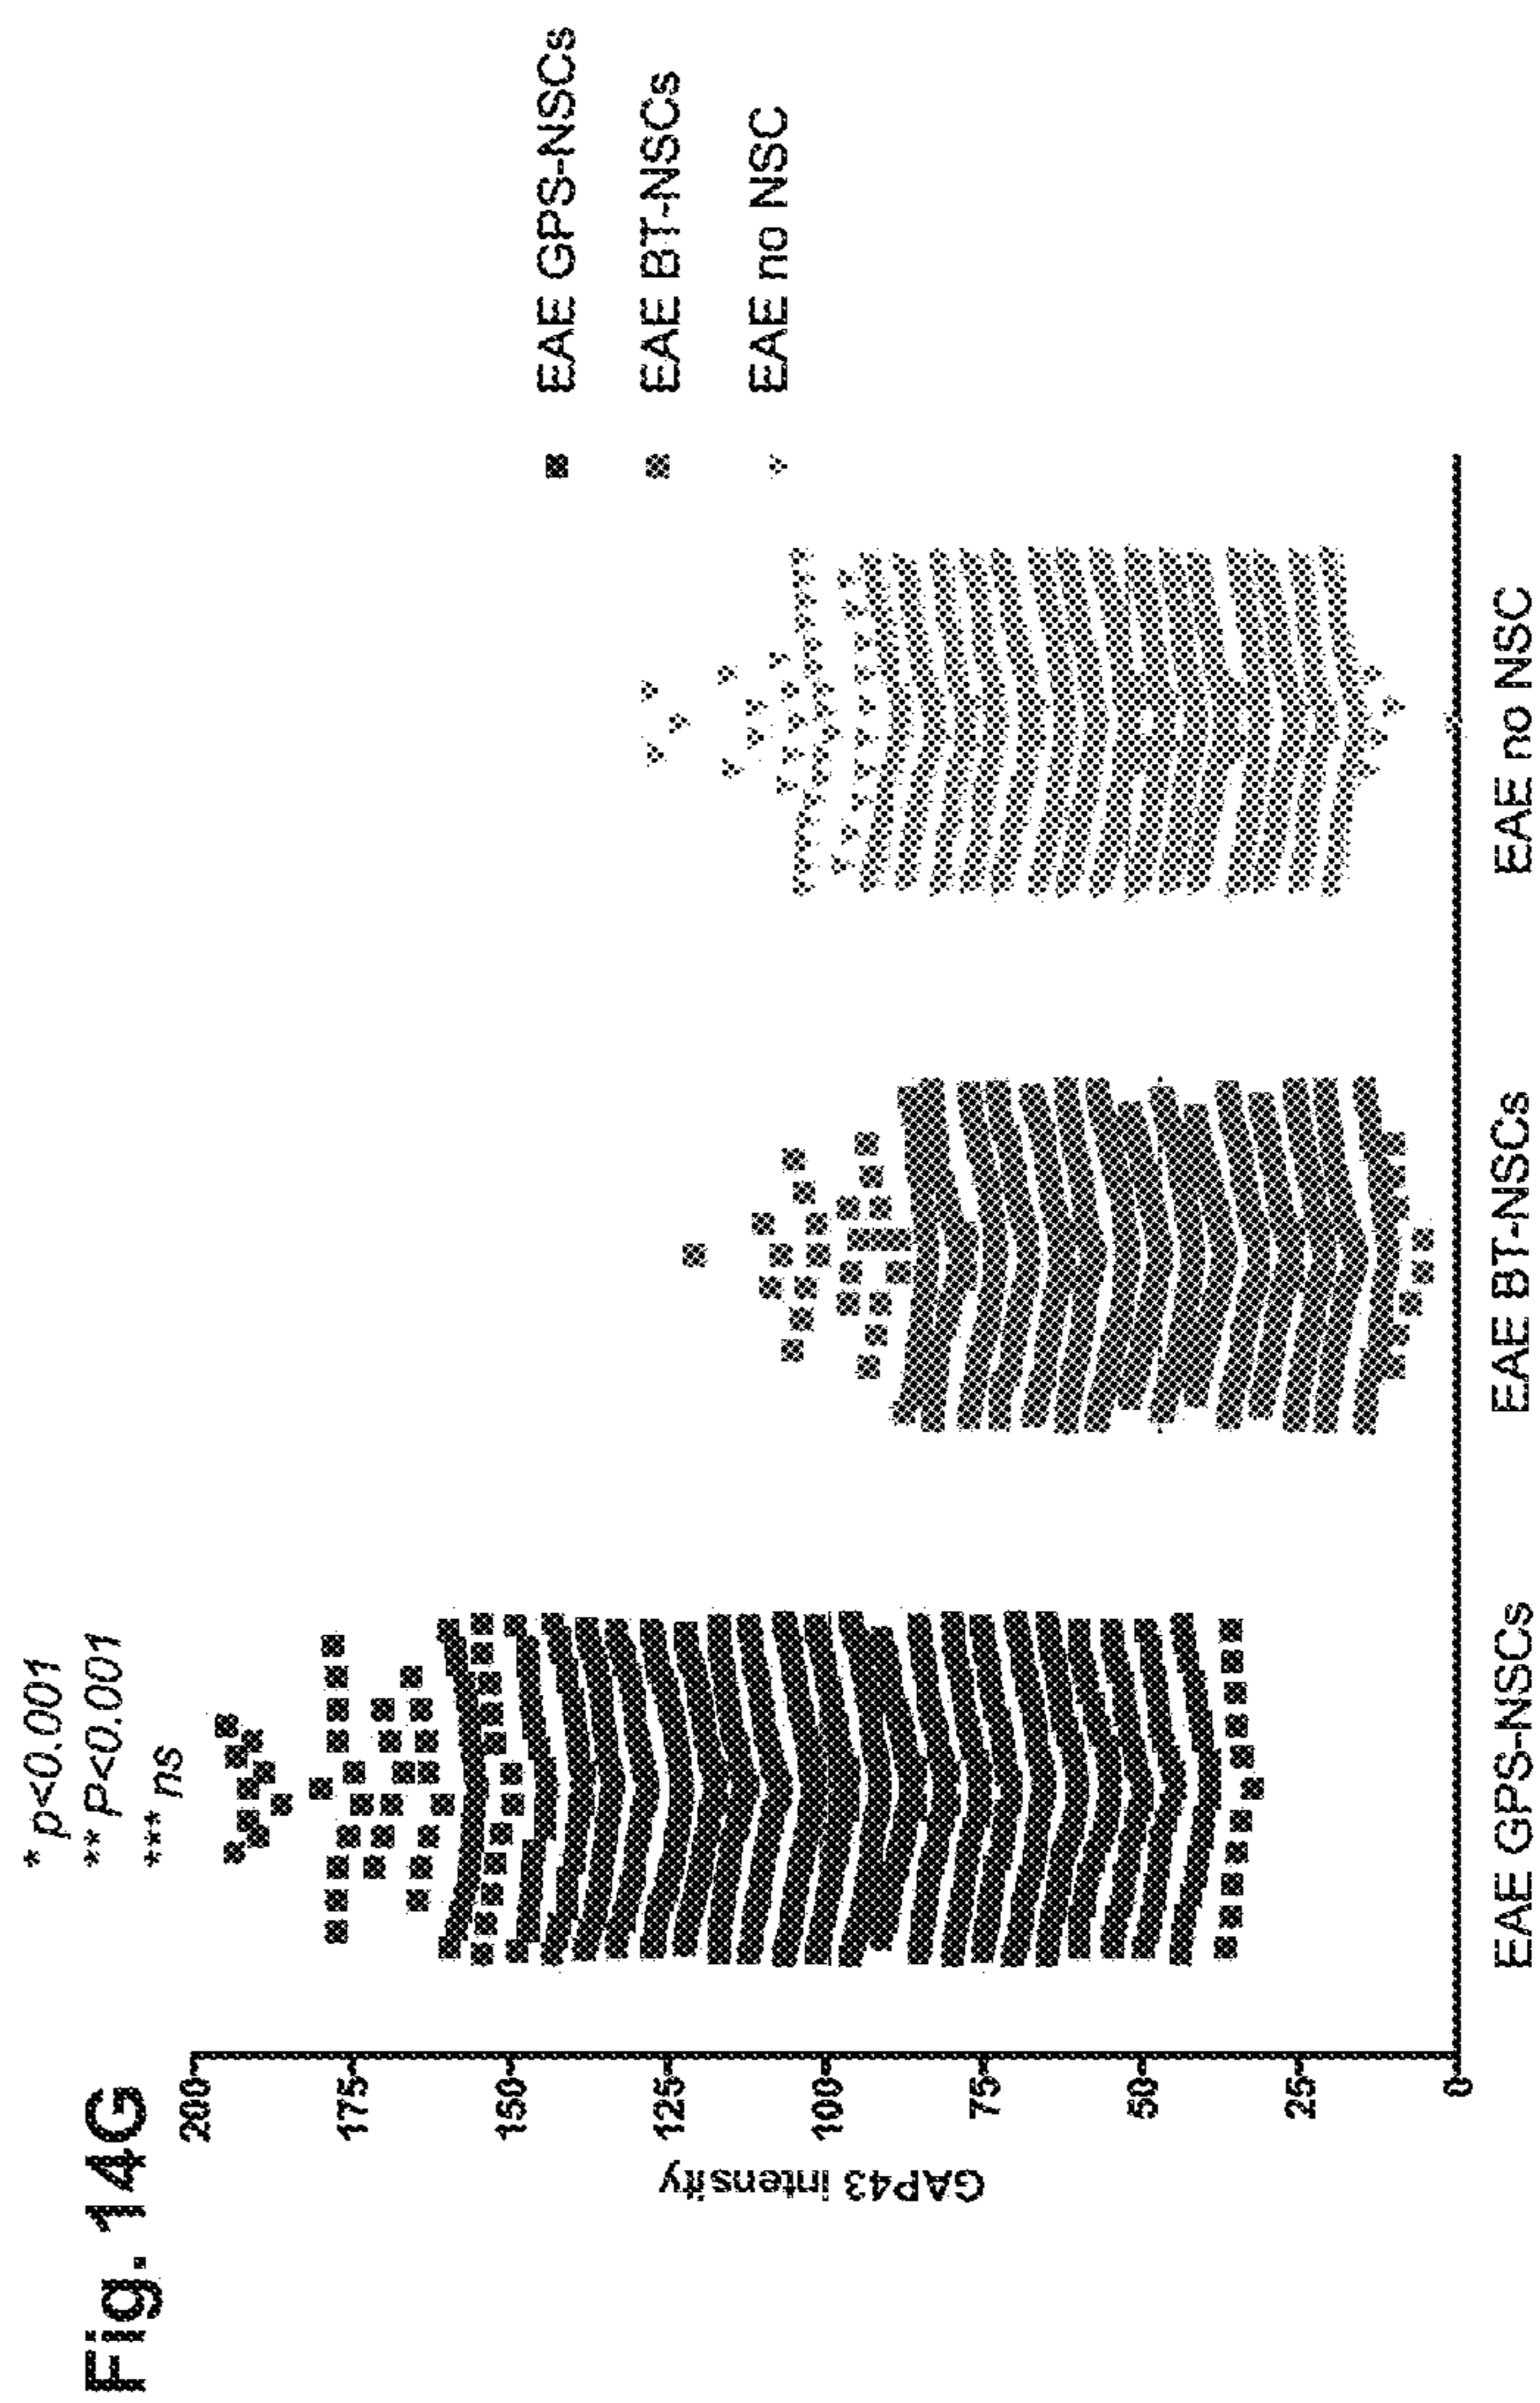 Fig. 14G
* p<0.001
** P<0.001
*** ns
GAP43 intensity
200
175
150
125
100
75
50
25
0
EAE GPS-NSCs
EAE BT-NSCs
EAE no NSC
EAE GPS-NSCs
EAE BT-NSCs
EAE no NSC